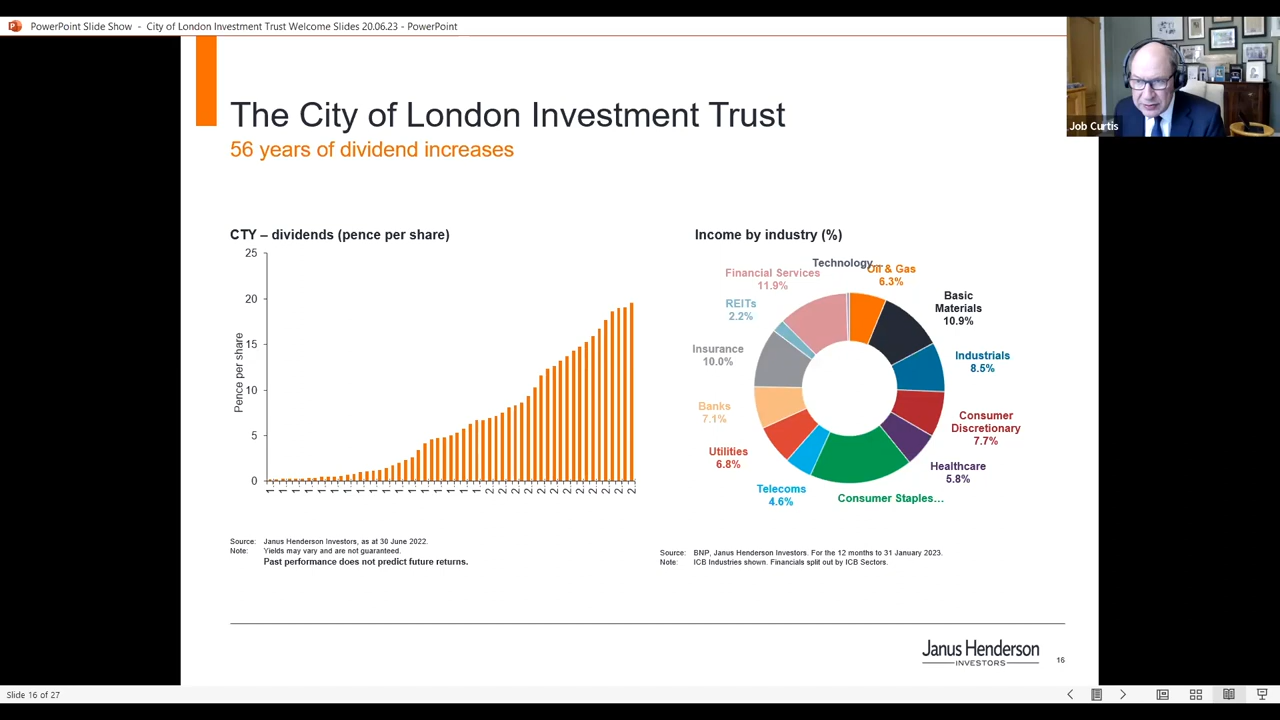 PowerPoint Slide Show - City of London Investment Trust Welcome Slides 20.06.23 - PowerPoint
Job Curtis
The City of London Investment Trust
56 years of dividend increases
CTY – dividends (pence per share)
25
20
15
10
5
0
Pence per share
Source: Janus Henderson Investors, as at 30 June 2022.
Note: Yields may vary and are not guaranteed.
Past performance does not predict future returns.
Income by industry (%)
Technology...
Oil & Gas
6.3%
Basic
Materials
10.9%
Industrials
8.5%
Consumer
Discretionary
7.7%
Healthcare
5.8%
Consumer Staples...
Telecoms
4.6%
Utilities
6.8%
Banks
7.1%
Insurance
10.0%
REITs
2.2%
Financial Services
11.9%
Source: BNP, Janus Henderson Investors. For the 12 months to 31 January 2023.
Note: ICB Industries shown. Financials split out by ICB Sectors.
Janus Henderson
INVESTORS
16
Slide 16 of 27